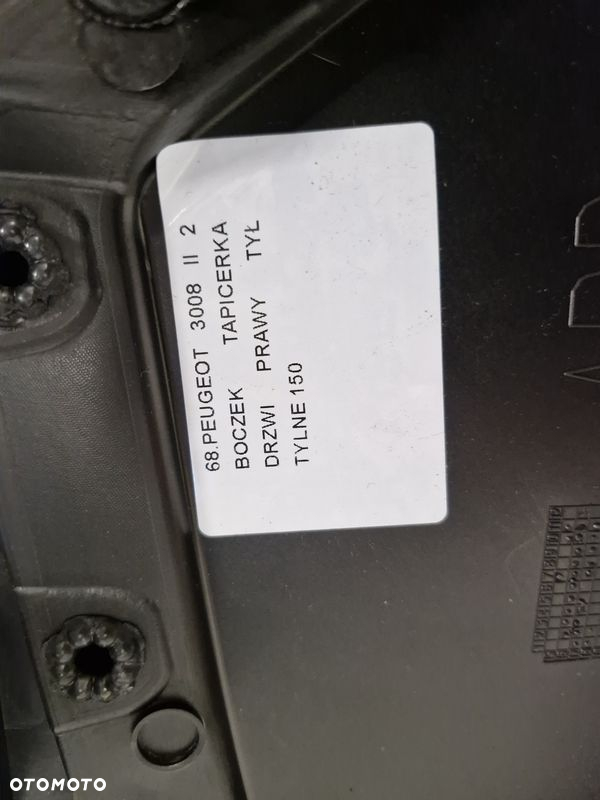 68.PEUGEOT 3008 II 2
BOCZEK TAPICERKA
DRZWI PRAWY TYŁ
TYLNE 150
OTOMOTO